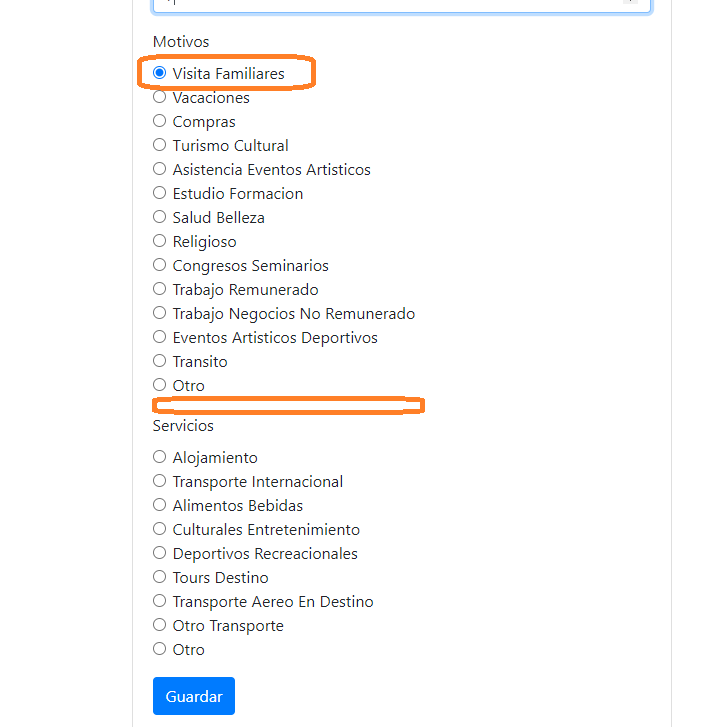 Motivos
Visita Familiares
Vacaciones
Compras
Turismo Cultural
Asistencia Eventos Artisticos
Estudio Formacion
Salud Belleza
Religioso
Congresos Seminarios
Trabajo Remunerado
Trabajo Negocios No Remunerado
Eventos Artisticos Deportivos
Transito
Otro
Servicios
Alojamiento
Transporte Internacional
Alimentos Bebidas
Culturales Entretenimiento
Deportivos Recreacionales
Tours Destino
Transporte Aereo En Destino
Otro Transporte
Otro
Guardar